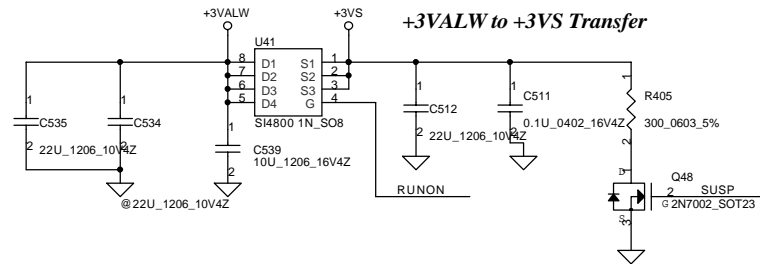 +3VALW to +3VS Transfer
+3VALW
+3VS
U41
8 D1 S1 1
7 D2 S2 2
6 D3 S3 3
5 D4 G 4
SI4800 1N_SO8
1
C535
2
22U_1206_10V4Z
1
C534
2
@22U_1206_10V4Z
1
C539
10U_1206_16V4Z
2
RUNON
1
C512
2
22U_1206_10V4Z
1
C511
0.1U_0402_16V4Z
2
1
R405
300_0603_5%
2
D
Q48
2
SUSP
G
2N7002_SOT23
S
3